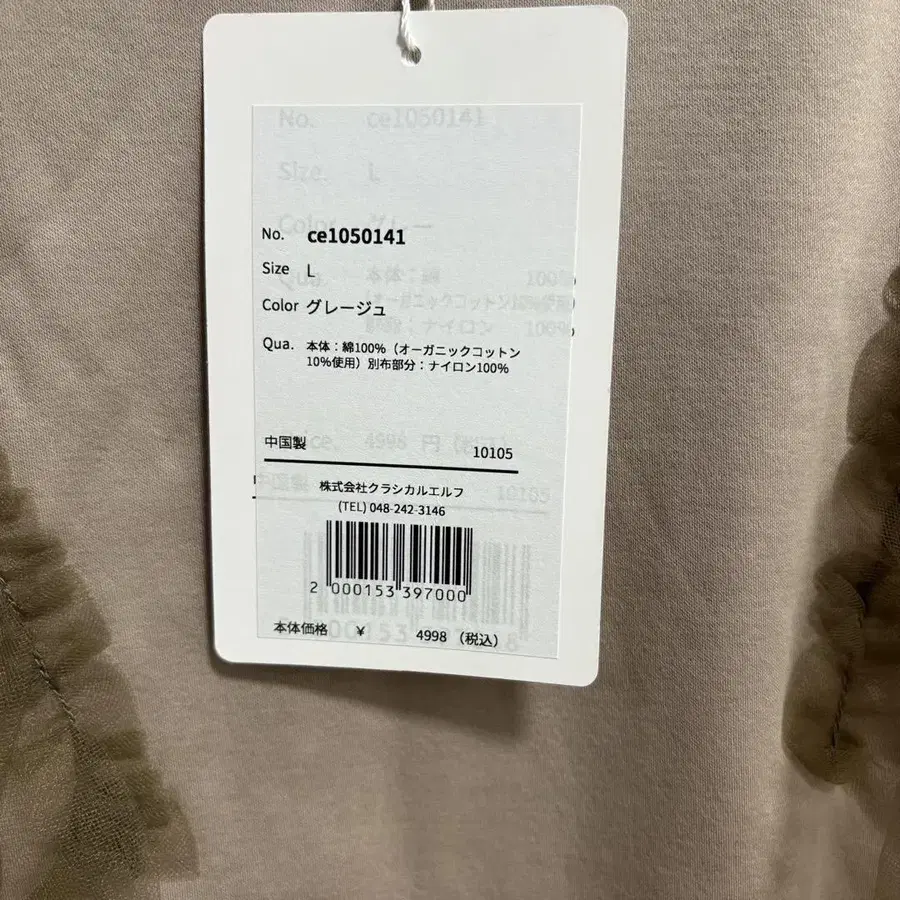 No. ce1050141
Size L
Color グレージュ
Qua. 本体：綿100%（オーガニックコットン
10%使用）別布部分：ナイロン100%
中国製 10105
株式会社クラシカルエルフ
(TEL) 048-242-3146
2 000153 397000
本体価格 ¥ 4998 （税込）